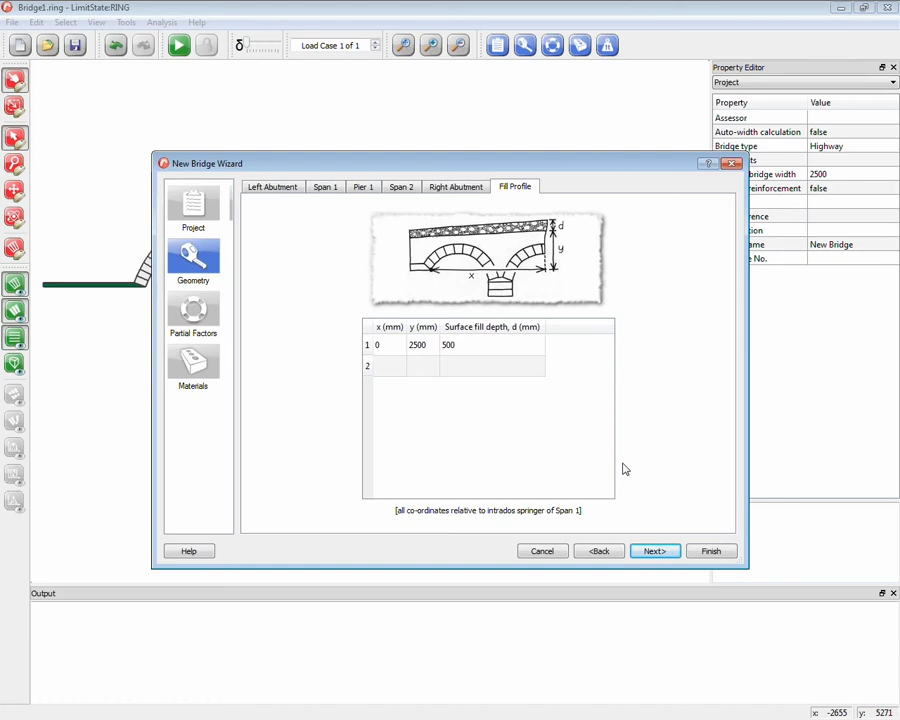 Bridge1.ring - LimitState:RING
File Edit Select View Tools Analysis Help
δ Load Case 1 of 1
Property Editor
Project
Property Value
Assessor
Auto-width calculation false
Bridge type Highway
ts
bridge width 2500
reinforcement false
erence
tion
ame New Bridge
e No.
New Bridge Wizard
Project
Geometry
Partial Factors
Materials
Left Abutment Span 1 Pier 1 Span 2 Right Abutment Fill Profile
d
y
x
x (mm) y (mm) Surface fill depth, d (mm)
1 0 2500 500
2
[all co-ordinates relative to intrados springer of Span 1]
Help Cancel <Back Next> Finish
Output
x: -2655 y: 5271